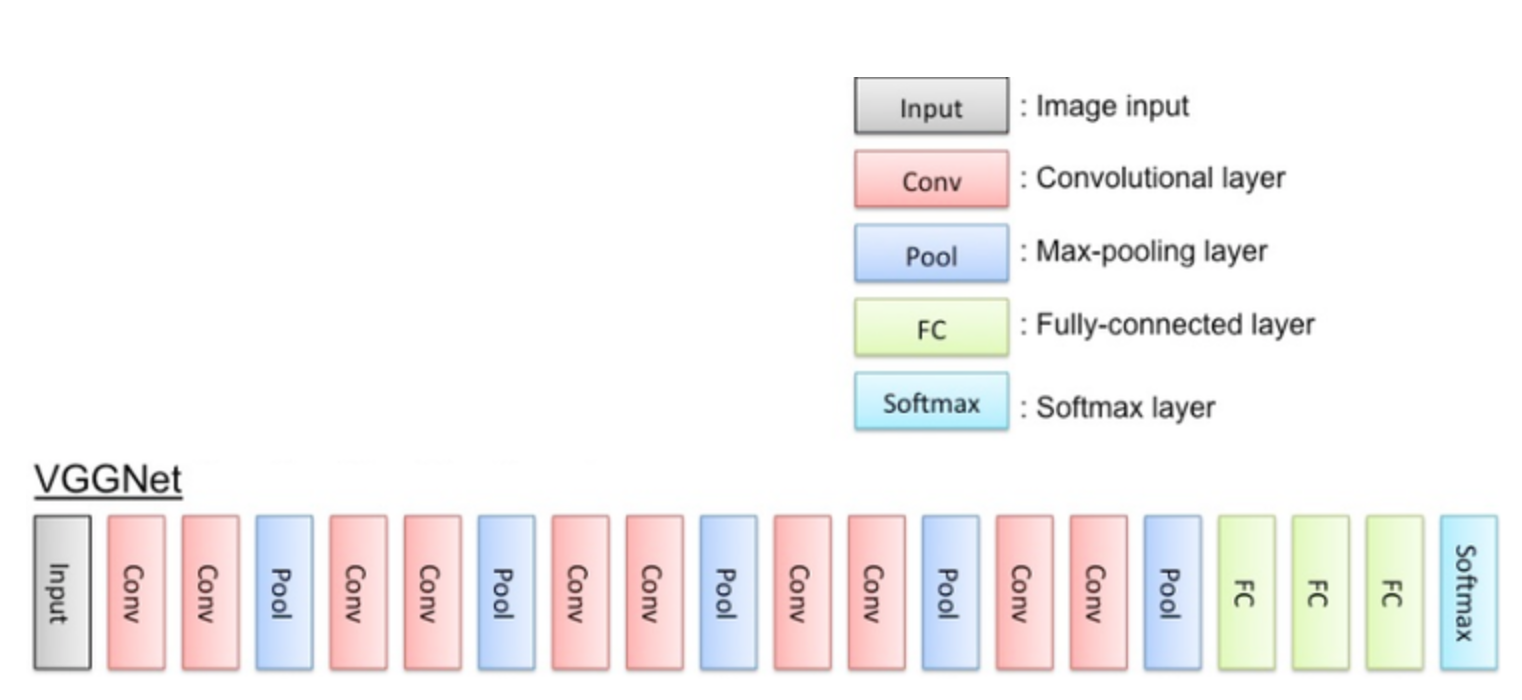 Input : Image input
Conv : Convolutional layer
Pool : Max-pooling layer
FC : Fully-connected layer
Softmax : Softmax layer
VGGNet
Input Conv Conv Pool Conv Conv Pool Conv Conv Pool Conv Conv Pool Conv Conv Pool FC FC FC Softmax